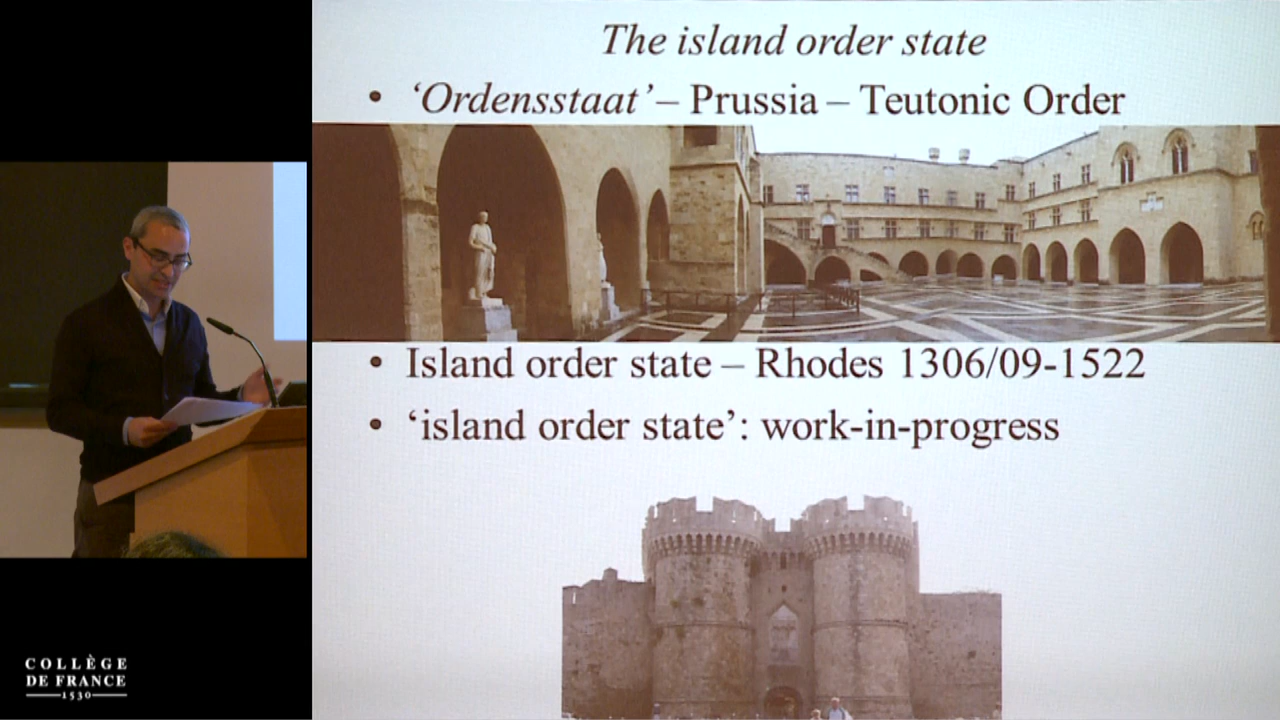 The island order state
• ‘Ordensstaat’ – Prussia – Teutonic Order
• Island order state – Rhodes 1306/09-1522
• ‘island order state’: work-in-progress
COLLÈGE
DE FRANCE
1530